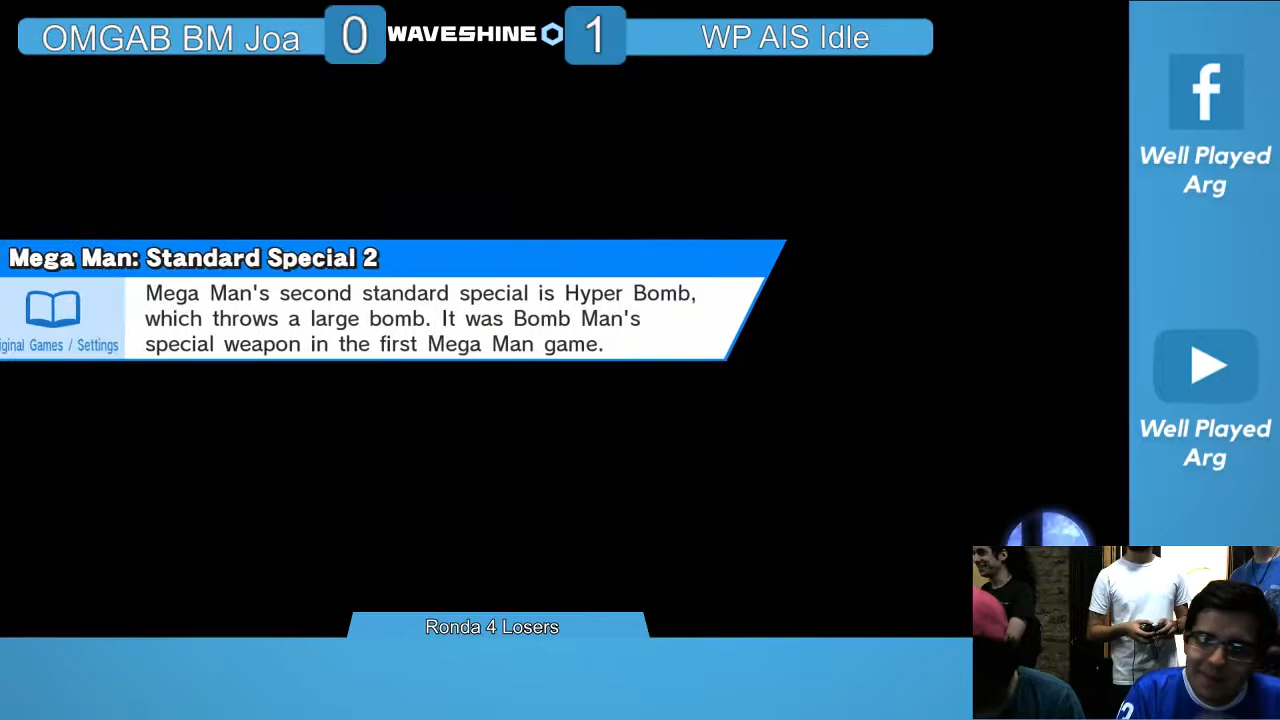 OMGAB BM Joa 0 WAVESHINE 1 WP AIS Idle
f
Well Played
Arg
Mega Man: Standard Special 2
Mega Man's second standard special is Hyper Bomb,
which throws a large bomb. It was Bomb Man's
special weapon in the first Mega Man game.
iginal Games / Settings
Well Played
Arg
Ronda 4 Losers